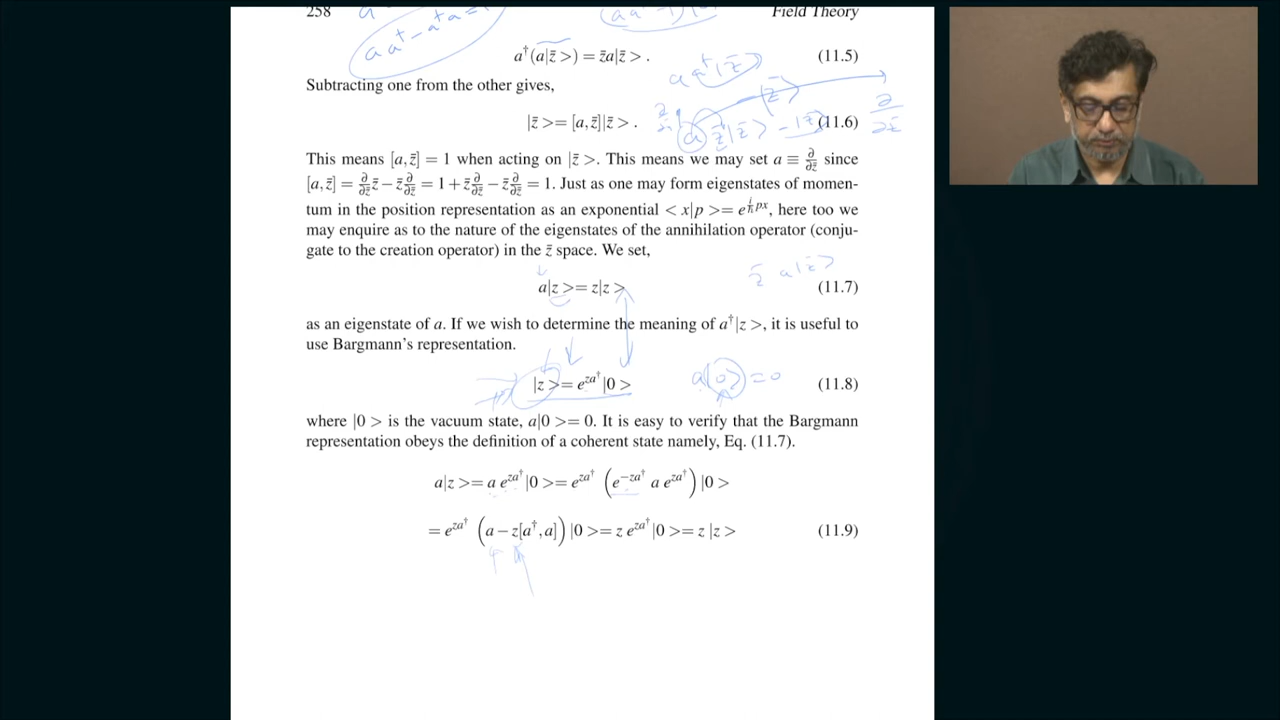 258 Field Theory
a a† − a†a = 1
a†(a|z̄ >) = z̄a|z̄ > . (11.5)
a a†|z̄>
Subtracting one from the other gives,
|z̄ >= [a, z̄]|z̄ > . (11.6)
a z̄|z̄> − |z̄> ∂/∂z̄
This means [a, z̄] = 1 when acting on |z̄ >. This means we may set a ≡ ∂/∂z̄ since
[a, z̄] = ∂/∂z̄ z̄ − z̄ ∂/∂z̄ = 1 + z̄ ∂/∂z̄ − z̄ ∂/∂z̄ = 1. Just as one may form eigenstates of momen-
tum in the position representation as an exponential < x|p >= e^{i/ħ px}, here too we
may enquire as to the nature of the eigenstates of the annihilation operator (conju-
gate to the creation operator) in the z̄ space. We set,
z̄ a|z̄>
a|z >= z|z > (11.7)
as an eigenstate of a. If we wish to determine the meaning of a†|z >, it is useful to
use Bargmann's representation.
|z >= e^{za†}|0 > a|0> = 0 (11.8)
where |0 > is the vacuum state, a|0 >= 0. It is easy to verify that the Bargmann
representation obeys the definition of a coherent state namely, Eq. (11.7).
a|z >= a e^{za†}|0 >= e^{za†} (e^{−za†} a e^{za†}) |0 >
= e^{za†} (a − z[a†, a]) |0 >= z e^{za†}|0 >= z |z > (11.9)